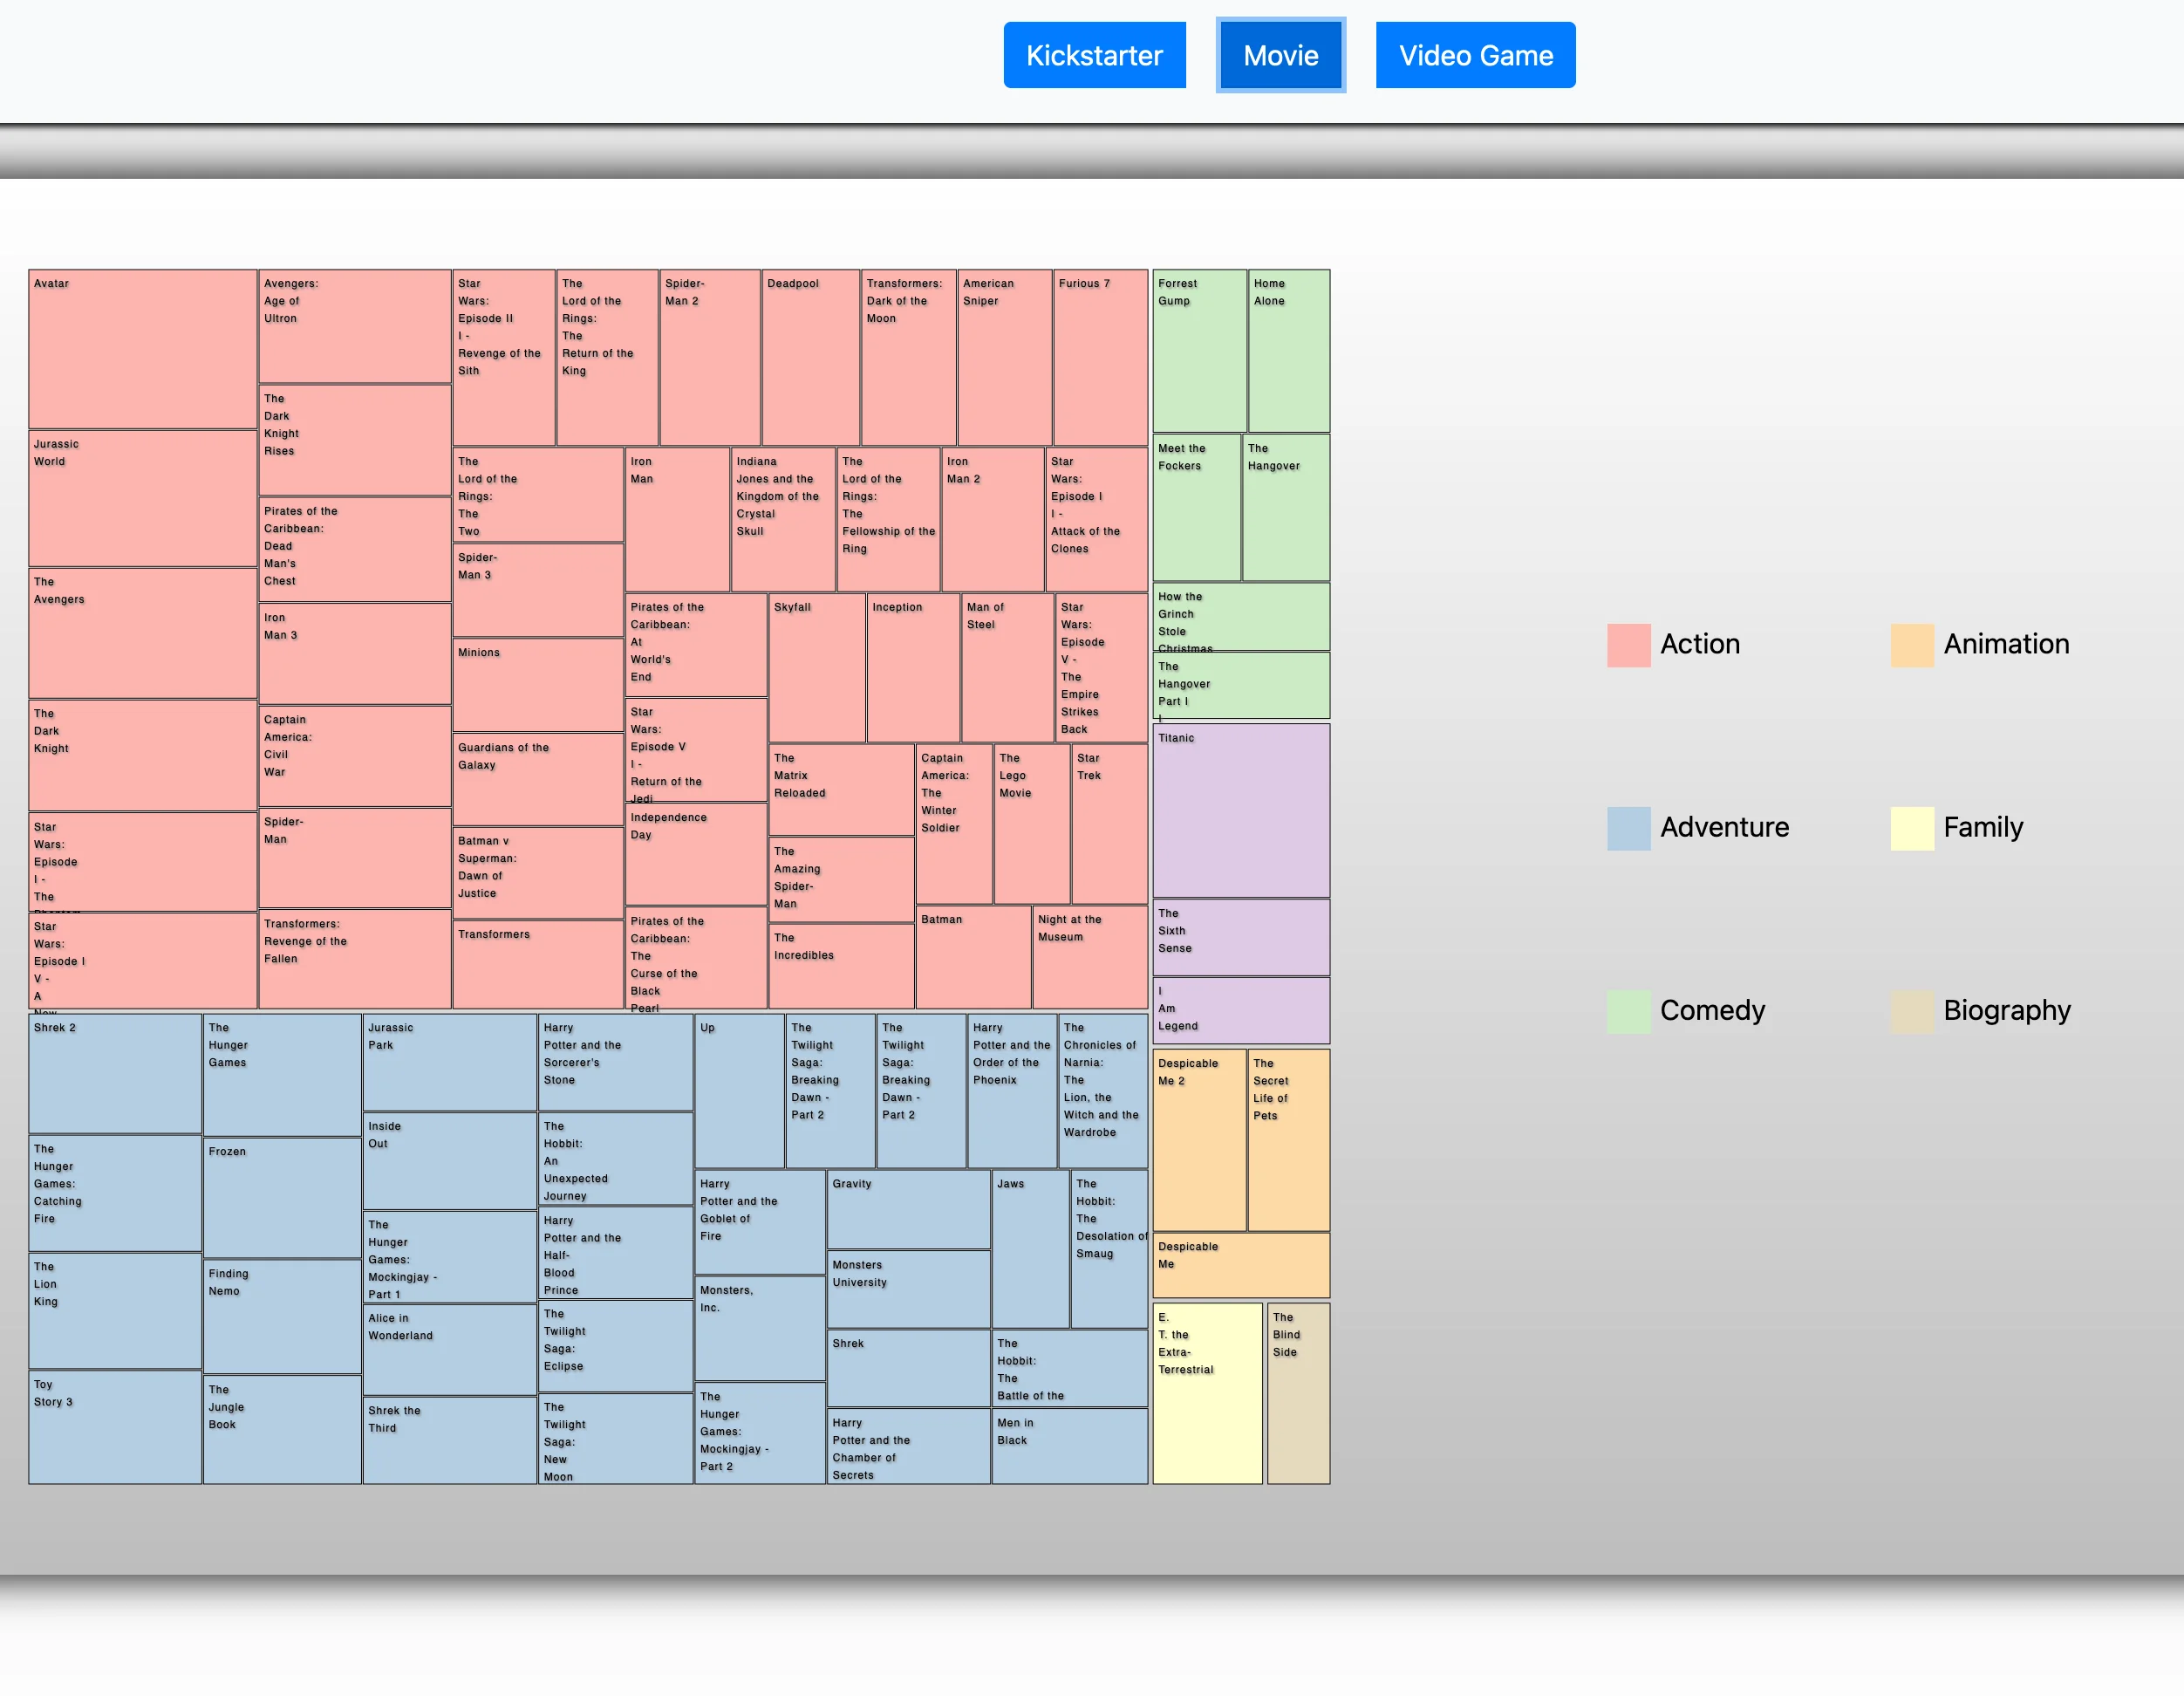 Kickstarter
Movie
Video Game
Avatar
Jurassic
World
The
Avengers
The
Dark
Knight
Star
Wars:
Episode
I -
The
Star
Wars:
Episode I
V -
A
New
Avengers:
Age of
Ultron
The
Dark
Knight
Rises
Pirates of the
Caribbean:
Dead
Man's
Chest
Iron
Man 3
Captain
America:
Civil
War
Spider-
Man
Transformers:
Revenge of the
Fallen
Star
Wars:
Episode II
I -
Revenge of the
Sith
The
Lord of the
Rings:
The
Return of the
King
Spider-
Man 2
Deadpool
Transformers:
Dark of the
Moon
American
Sniper
Furious 7
The
Lord of the
Rings:
The
Two
Spider-
Man 3
Minions
Guardians of the
Galaxy
Batman v
Superman:
Dawn of
Justice
Transformers
Iron
Man
Indiana
Jones and the
Kingdom of the
Crystal
Skull
The
Lord of the
Rings:
The
Fellowship of the
Ring
Iron
Man 2
Star
Wars:
Episode I
I -
Attack of the
Clones
Pirates of the
Caribbean:
At
World's
End
Star
Wars:
Episode V
I -
Return of the
Jedi
Independence
Day
Pirates of the
Caribbean:
The
Curse of the
Black
Pearl
Skyfall
Inception
Man of
Steel
Star
Wars:
Episode
V -
The
Empire
Strikes
Back
The
Matrix
Reloaded
The
Amazing
Spider-
Man
The
Incredibles
Captain
America:
The
Winter
Soldier
The
Lego
Movie
Star
Trek
Batman
Night at the
Museum
Shrek 2
The
Hunger
Games:
Catching
Fire
The
Lion
King
Toy
Story 3
The
Hunger
Games
Frozen
Finding
Nemo
The
Jungle
Book
Jurassic
Park
Inside
Out
The
Hunger
Games:
Mockingjay -
Part 1
Alice in
Wonderland
Shrek the
Third
Harry
Potter and the
Sorcerer's
Stone
The
Hobbit:
An
Unexpected
Journey
Harry
Potter and the
Half-
Blood
Prince
The
Twilight
Saga:
Eclipse
The
Twilight
Saga:
New
Moon
Up
The
Twilight
Saga:
Breaking
Dawn -
Part 2
The
Twilight
Saga:
Breaking
Dawn -
Part 2
Harry
Potter and the
Order of the
Phoenix
The
Chronicles of
Narnia:
The
Lion, the
Witch and the
Wardrobe
Harry
Potter and the
Goblet of
Fire
Monsters,
Inc.
The
Hunger
Games:
Mockingjay -
Part 2
Gravity
Monsters
University
Shrek
Harry
Potter and the
Chamber of
Secrets
Jaws
The
Hobbit:
The
Desolation of
Smaug
The
Hobbit:
The
Battle of the
Men in
Black
Forrest
Gump
Home
Alone
Meet the
Fockers
The
Hangover
How the
Grinch
Stole
Christmas
The
Hangover
Part I
I
Titanic
The
Sixth
Sense
I
Am
Legend
Despicable
Me 2
The
Secret
Life of
Pets
Despicable
Me
E.
T. the
Extra-
Terrestrial
The
Blind
Side
Action
Animation
Adventure
Family
Comedy
Biography